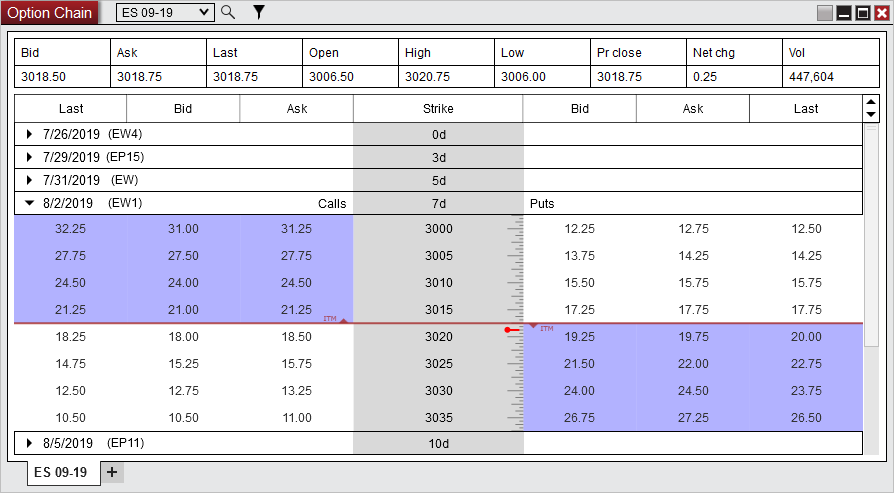 Option Chain ES 09-19
Bid Ask Last Open High Low Pr close Net chg Vol
3018.50 3018.75 3018.75 3006.50 3020.75 3006.00 3018.75 0.25 447,604
Last Bid Ask Strike Bid Ask Last
7/26/2019 (EW4) 0d
7/29/2019 (EP15) 3d
7/31/2019 (EW) 5d
8/2/2019 (EW1) Calls 7d Puts
32.25 31.00 31.25 3000 12.25 12.75 12.50
27.75 27.50 27.75 3005 13.75 14.25 14.25
24.50 24.00 24.50 3010 15.50 15.75 15.75
21.25 21.00 21.25 3015 17.25 17.75 17.75
ITM
ITM
18.25 18.00 18.50 3020 19.25 19.75 20.00
14.75 15.25 15.75 3025 21.50 22.00 22.75
12.50 12.75 13.25 3030 24.00 24.50 23.75
10.50 10.50 11.00 3035 26.75 27.25 26.50
8/5/2019 (EP11) 10d
ES 09-19 +